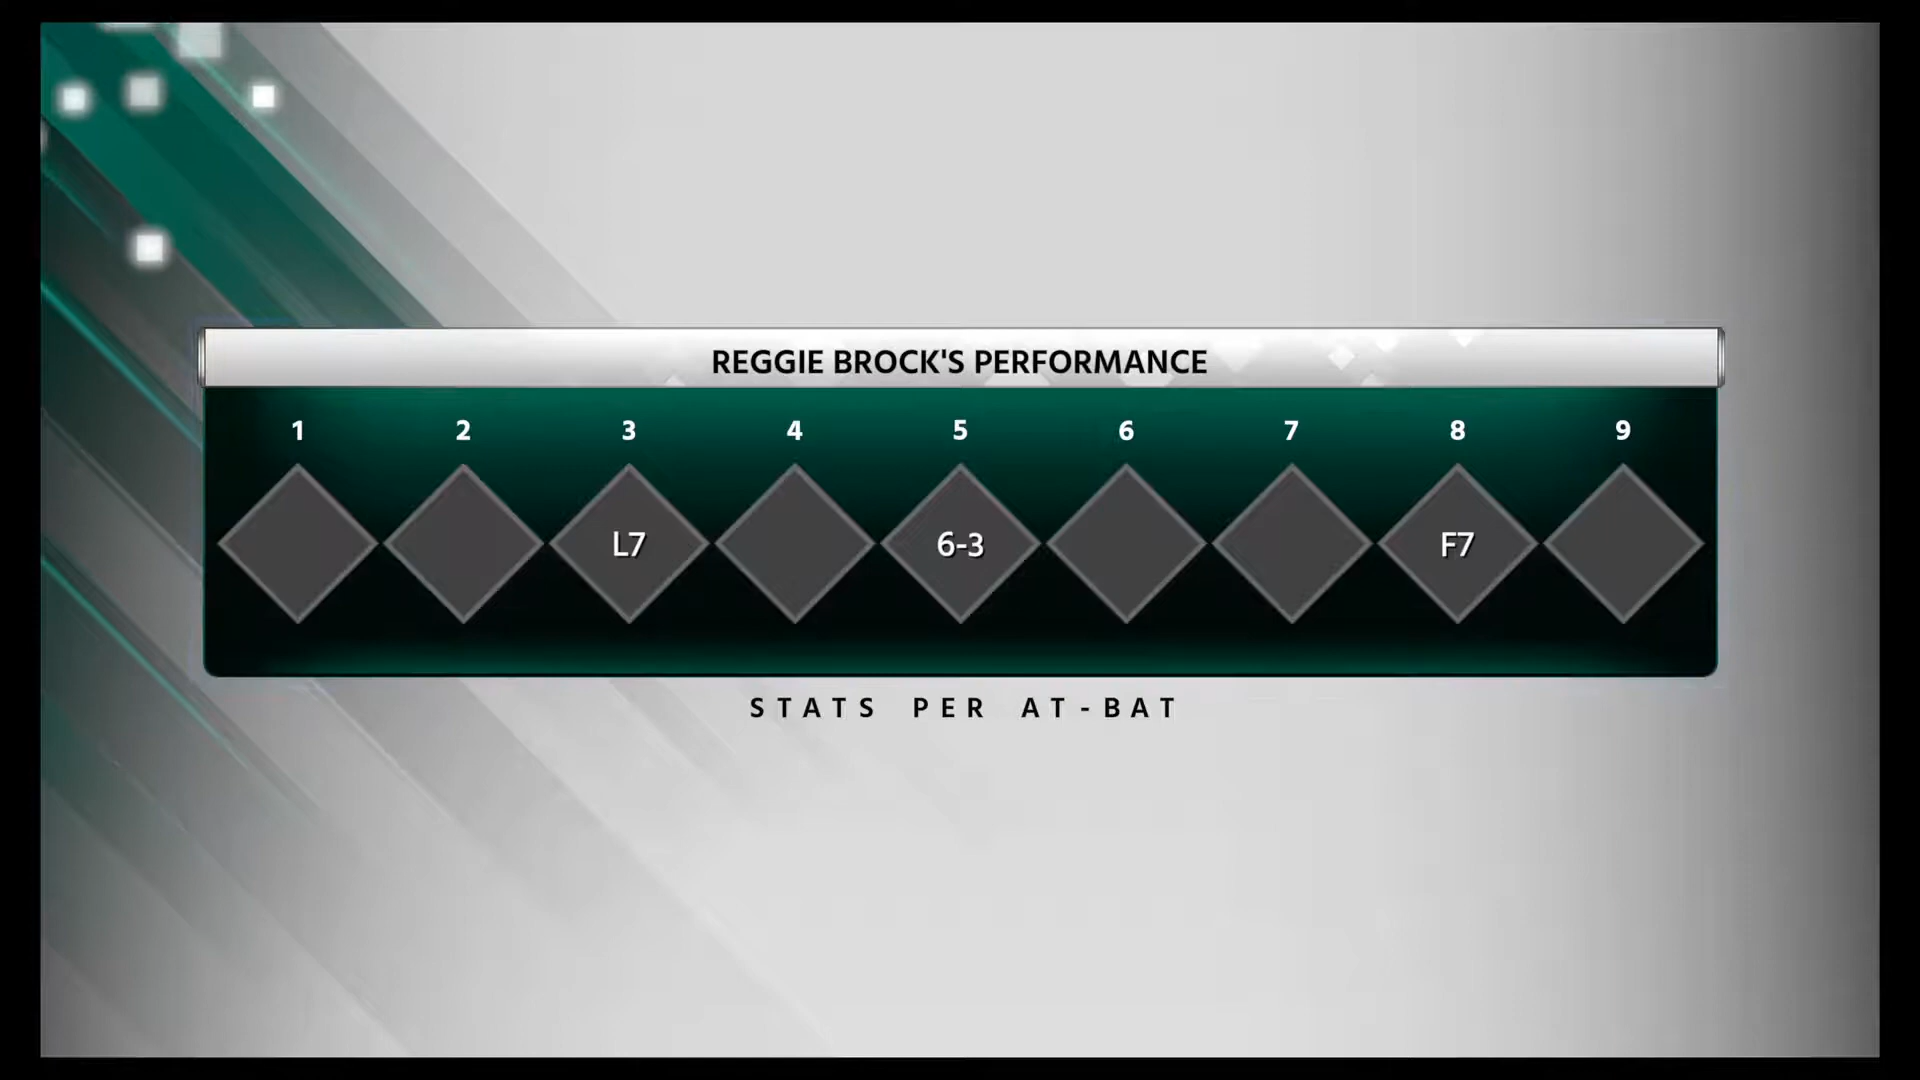 REGGIE BROCK'S PERFORMANCE
1 2 3 4 5 6 7 8 9
L7 6-3 F7
STATS PER AT-BAT